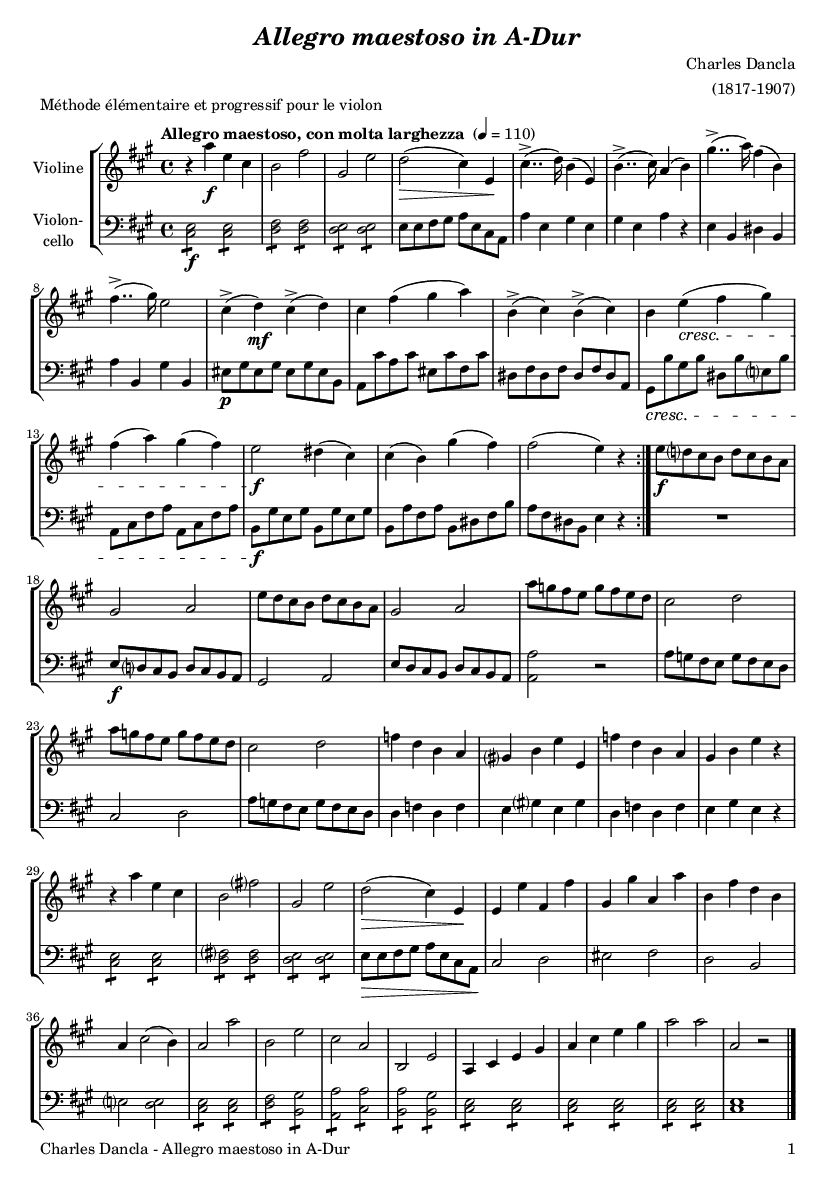 Allegro maestoso in A-Dur
Charles Dancla
(1817-1907)
Méthode élémentaire et progressif pour le violon
Allegro maestoso, con molta larghezza (♩ = 110)
Violine
f
Violon-
cello
f
8
mf
cresc.
p
cresc.
13
f
f
f
18
f
23
29
36
Charles Dancla - Allegro maestoso in A-Dur
1